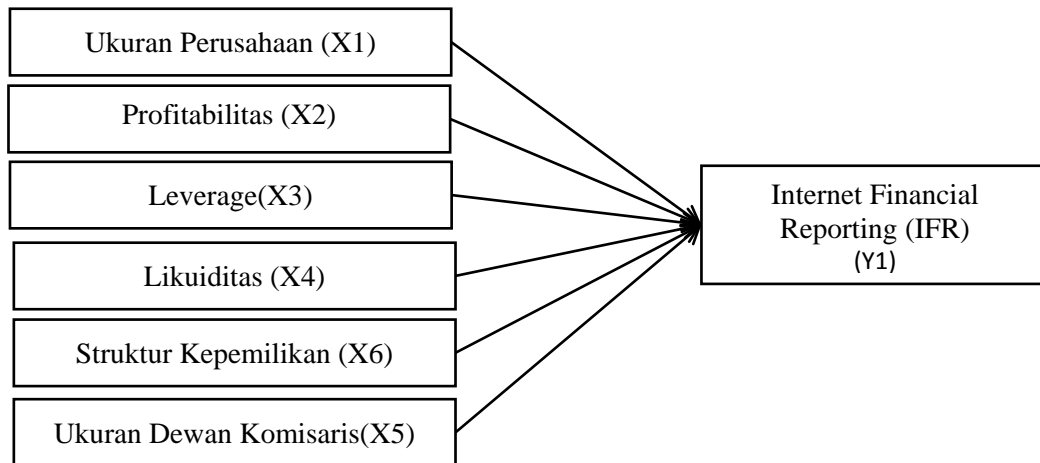 Ukuran Perusahaan (X1)
Profitabilitas (X2)
Leverage(X3)
Likuiditas (X4)
Struktur Kepemilikan (X6)
Ukuran Dewan Komisaris(X5)
Internet Financial
Reporting (IFR)
(Y1)